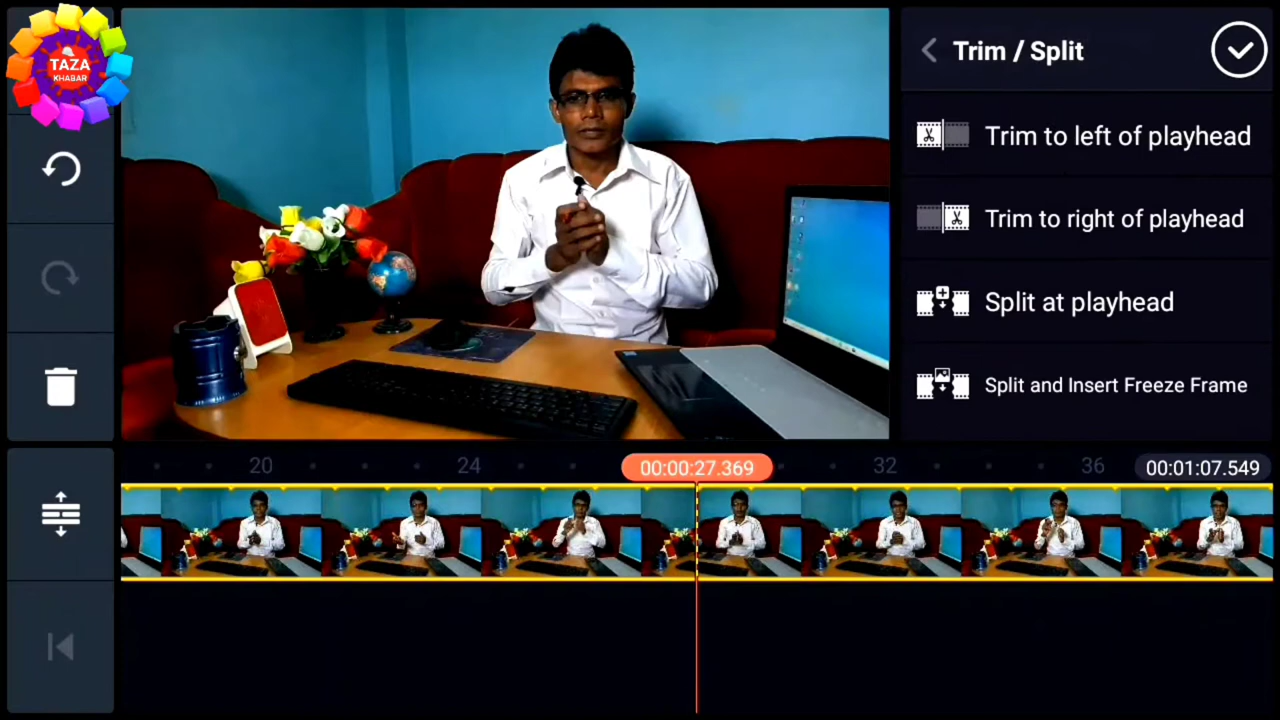 TAZA
KHABAR
Trim / Split
Trim to left of playhead
Trim to right of playhead
Split at playhead
Split and Insert Freeze Frame
20
24
00:00:27.369
32
36
00:01:07.549